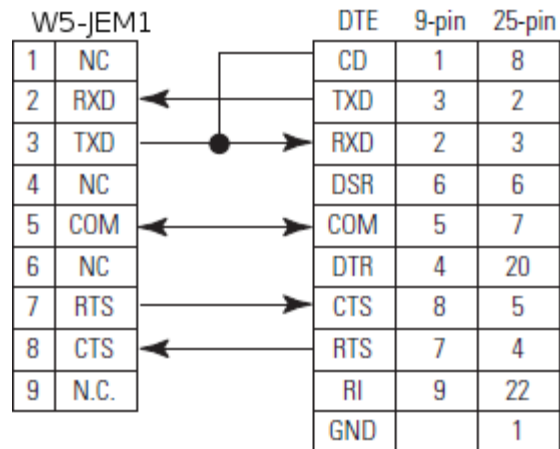 W5-JEM1 DTE 9-pin 25-pin
1 NC CD 1 8
2 RXD TXD 3 2
3 TXD RXD 2 3
4 NC DSR 6 6
5 COM COM 5 7
6 NC DTR 4 20
7 RTS CTS 8 5
8 CTS RTS 7 4
9 N.C. RI 9 22
GND 1